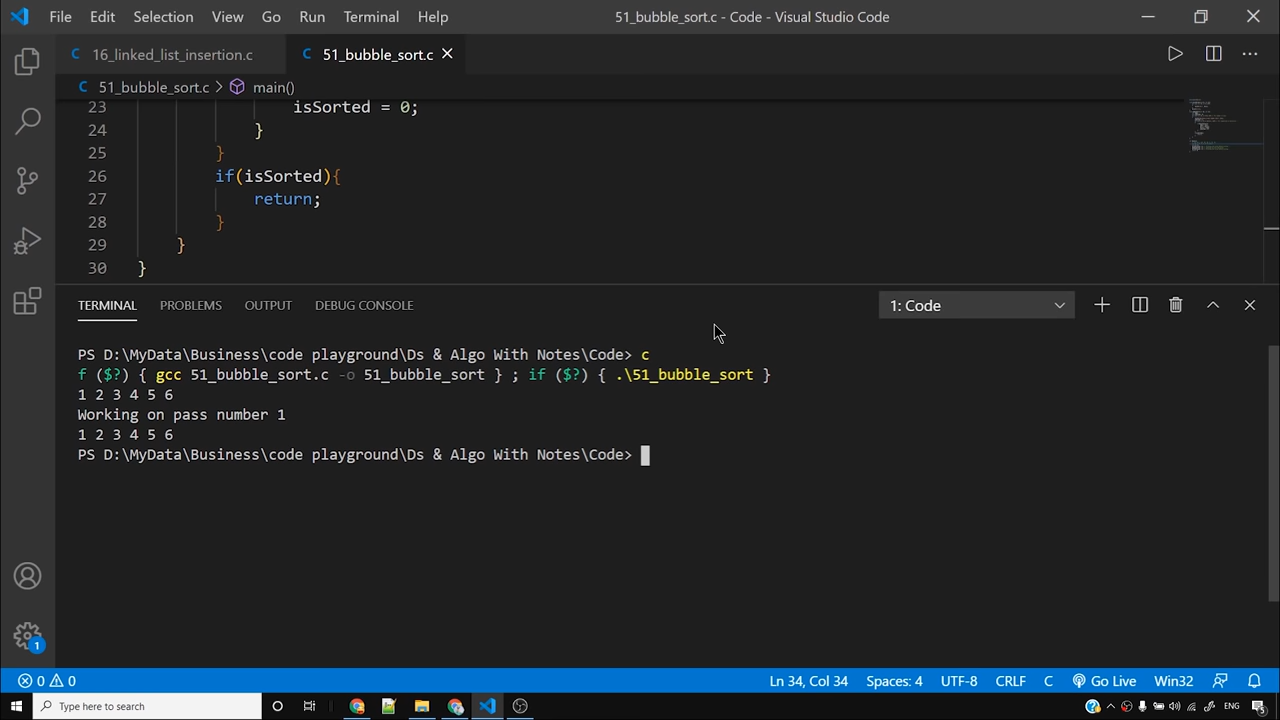 File Edit Selection View Go Run Terminal Help 51_bubble_sort.c - Code - Visual Studio Code
C 16_linked_list_insertion.c C 51_bubble_sort.c
C 51_bubble_sort.c > main()
23 isSorted = 0;
24 }
25 }
26 if(isSorted){
27 return;
28 }
29 }
30 }
TERMINAL PROBLEMS OUTPUT DEBUG CONSOLE 1: Code
PS D:\MyData\Business\code playground\Ds & Algo With Notes\Code> c
f ($?) { gcc 51_bubble_sort.c -o 51_bubble_sort } ; if ($?) { .\51_bubble_sort }
1 2 3 4 5 6
Working on pass number 1
1 2 3 4 5 6
PS D:\MyData\Business\code playground\Ds & Algo With Notes\Code>
1
0 0 Ln 34, Col 34 Spaces: 4 UTF-8 CRLF C Go Live Win32
Type here to search ENG